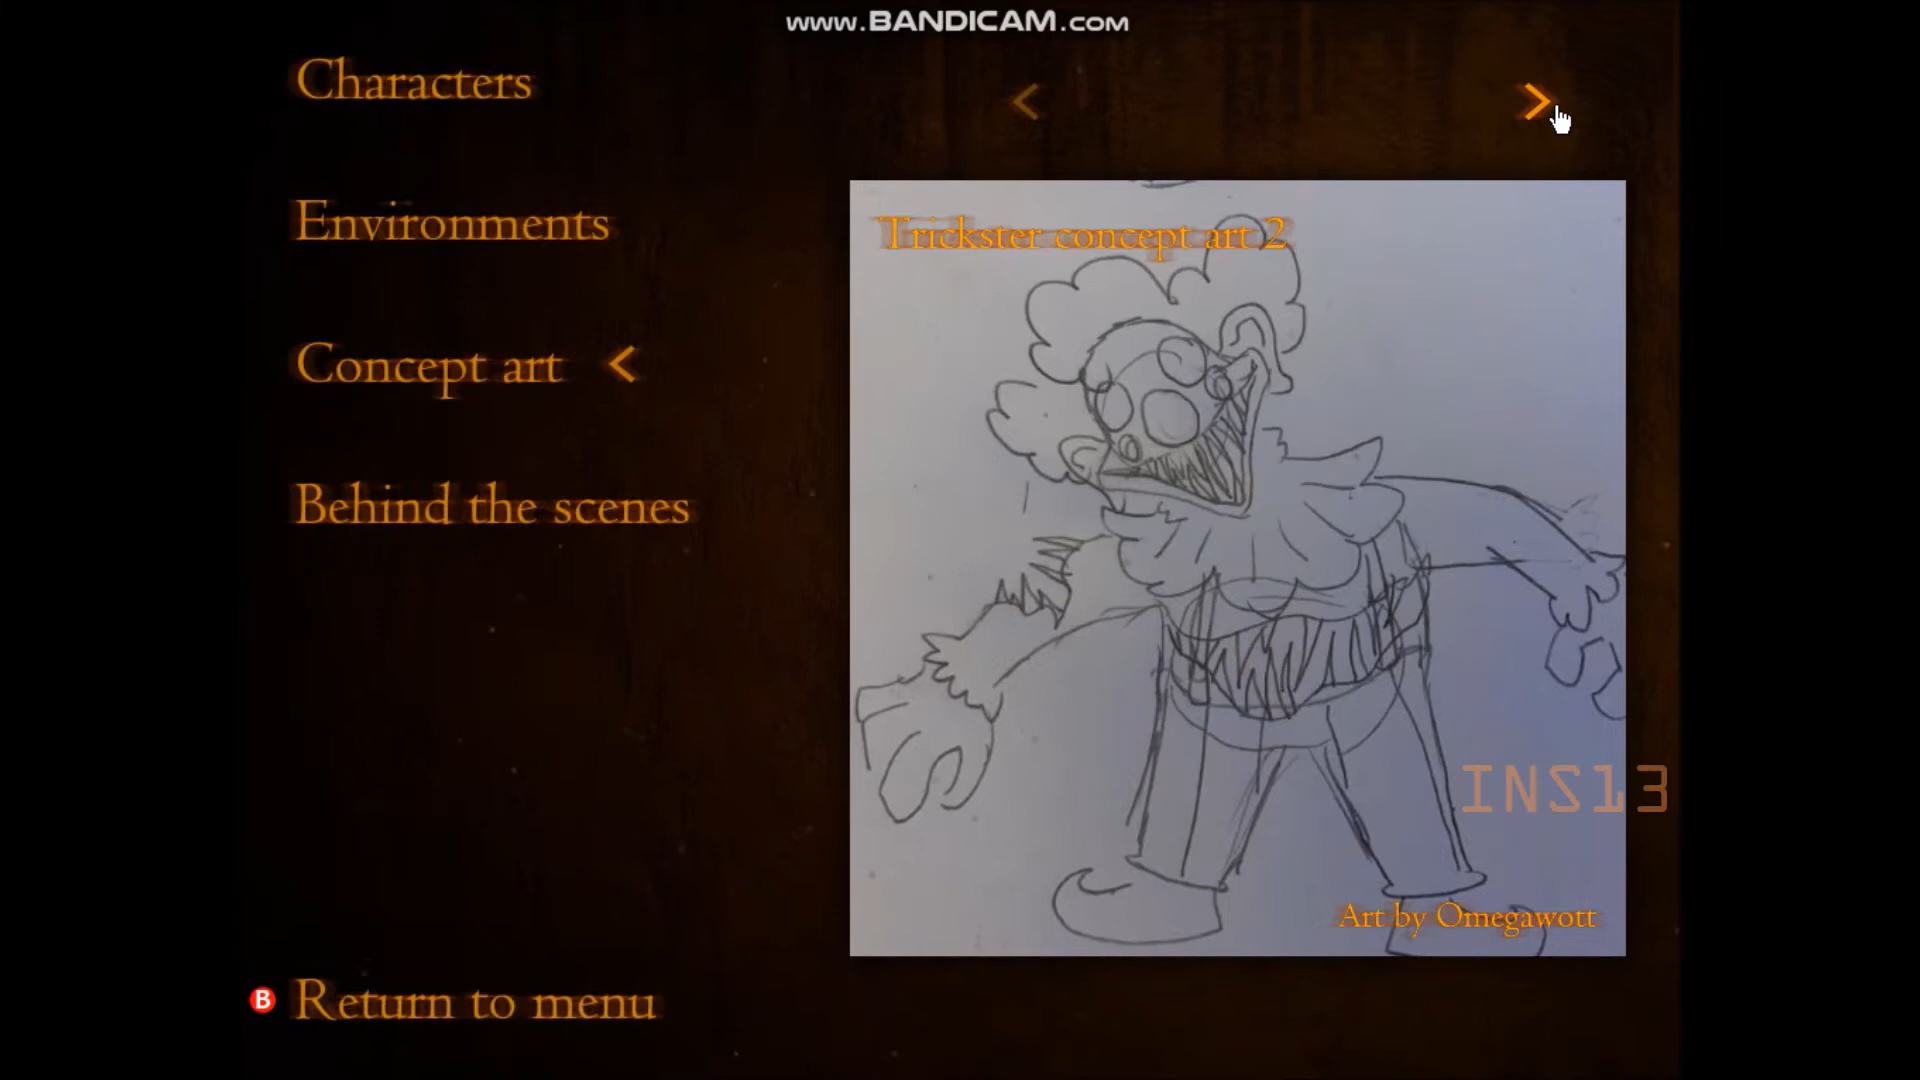 www.BANDICAM.com
Characters
Environments
Concept art <
Behind the scenes
B Return to menu
< >
Trickster concept art 2
INS13
Art by Omegawott